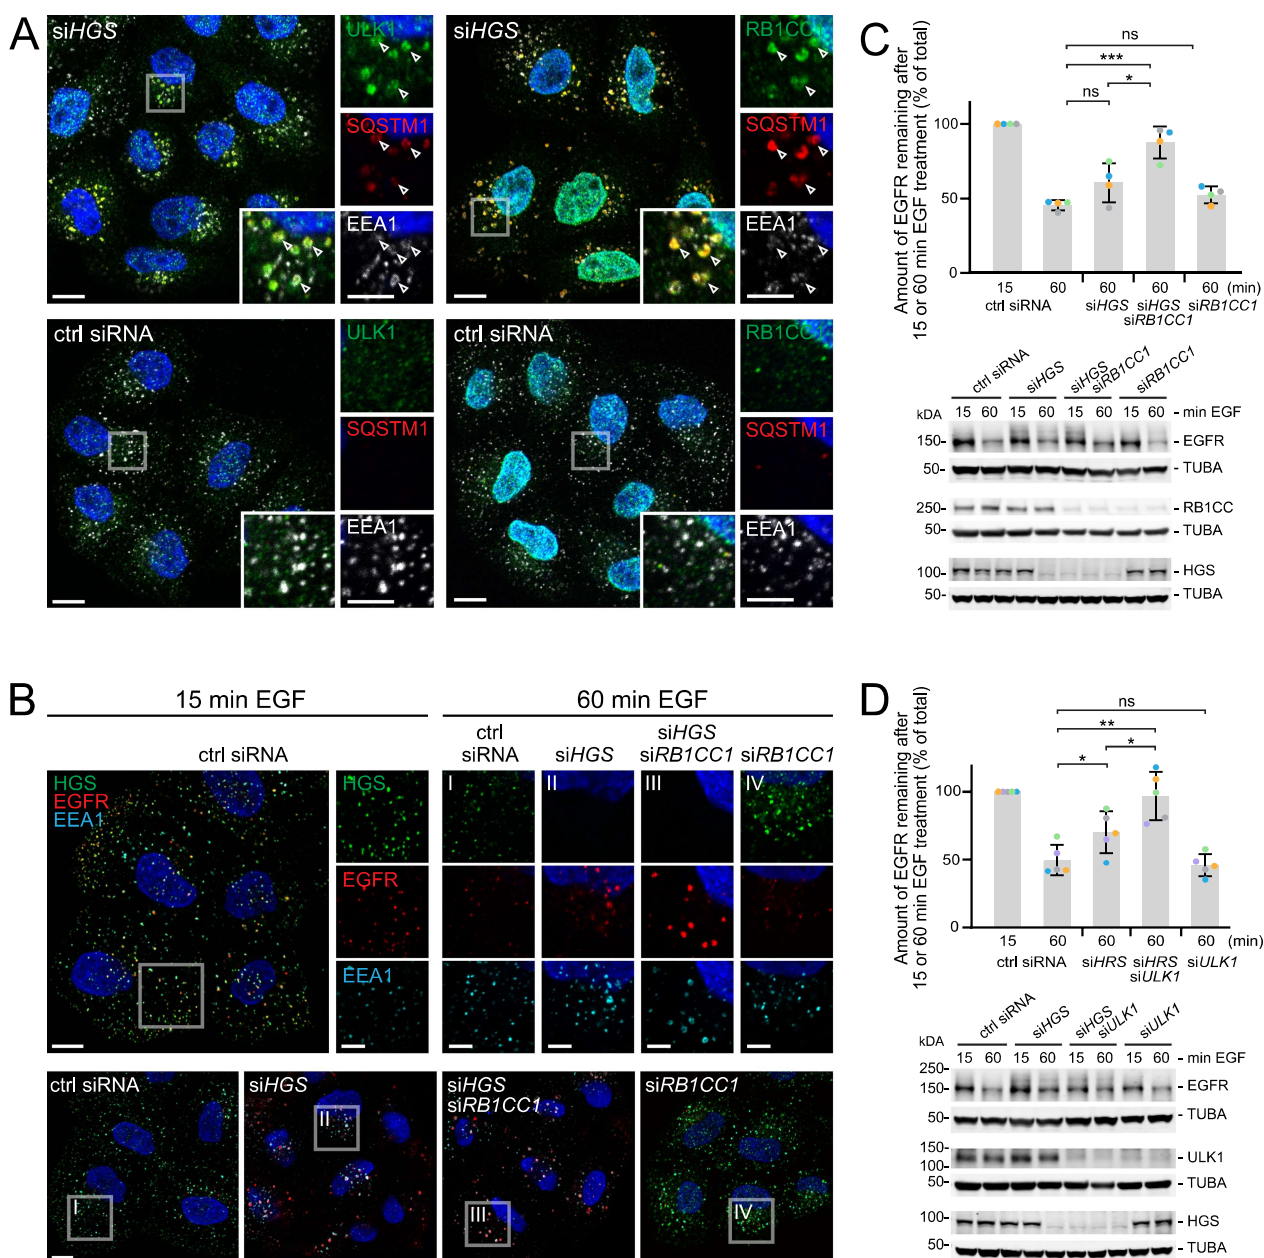 A
siHGS
ULK1
SQSTM1
EEA1
siHGS
RB1CC1
SQSTM1
EEA1
ctrl siRNA
ULK1
SQSTM1
EEA1
ctrl siRNA
RB1CC1
SQSTM1
EEA1
B
15 min EGF
60 min EGF
ctrl siRNA
ctrl
siRNA
siHGS
siHGS
siRB1CC1
siRB1CC1
HGS
EGFR
EEA1
HGS
EGFR
EEA1
I
II
III
IV
ctrl siRNA
I
siHGS
II
siHGS
siRB1CC1
III
siRB1CC1
IV
C
Amount of EGFR remaining after
15 or 60 min EGF treatment (% of total)
ns
***
*
ns
100
50
0
15 60 60 60 60 (min)
ctrl siRNA siHGS siHGS siRB1CC1
siRB1CC1
ctrl siRNA
siHGS
siHGS
siRB1CC1
siRB1CC1
kDA 15 60 15 60 15 60 15 60 - min EGF
150- - EGFR
50- - TUBA
250- - RB1CC
50- - TUBA
100- - HGS
50- - TUBA
D
Amount of EGFR remaining after
15 or 60 min EGF treatment (% of total)
ns
**
*
*
100
50
0
15 60 60 60 60 (min)
ctrl siRNA siHRS siHRS siULK1
siULK1
ctrl siRNA
siHGS
siHGS
siULK1
siULK1
kDA
15 60 15 60 15 60 15 60 - min EGF
250-
150- - EGFR
50- - TUBA
150-
100- - ULK1
50- - TUBA
100- - HGS
50- - TUBA